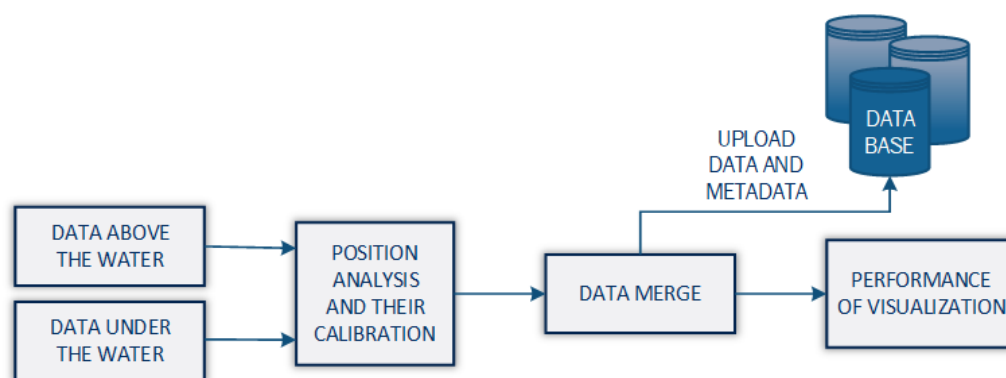 DATA ABOVE
THE WATER
DATA UNDER
THE WATER
POSITION
ANALYSIS
AND THEIR
CALIBRATION
DATA MERGE
UPLOAD
DATA AND
METADATA
DATA
BASE
PERFORMANCE
OF VISUALIZATION